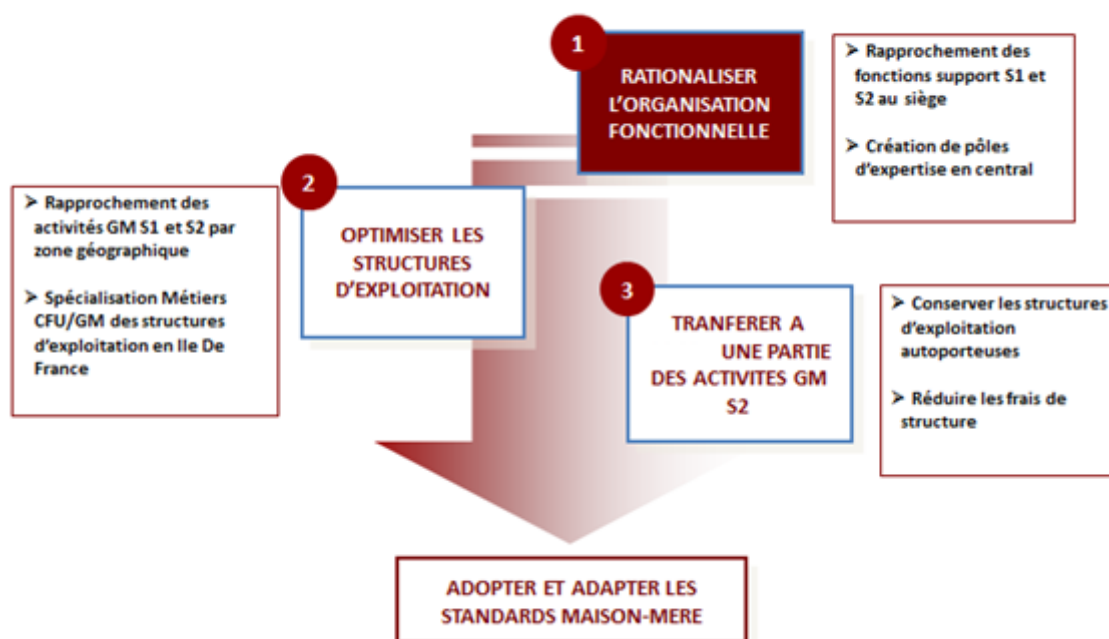 1
RATIONALISER
L'ORGANISATION
FONCTIONNELLE
➤ Rapprochement des
fonctions support S1 et
S2 au siège
➤ Création de pôles
d'expertise en central
2
OPTIMISER LES
STRUCTURES
D'EXPLOITATION
➤ Rapprochement des
activités GM S1 et S2 par
zone géographique
➤ Spécialisation Métiers
CFU/GM des structures
d'exploitation en Ile De
France
3
TRANFERER A
UNE PARTIE
DES ACTIVITES GM
S2
➤ Conserver les structures
d'exploitation
autoporteuses
➤ Réduire les frais de
structure
ADOPTER ET ADAPTER LES
STANDARDS MAISON-MERE